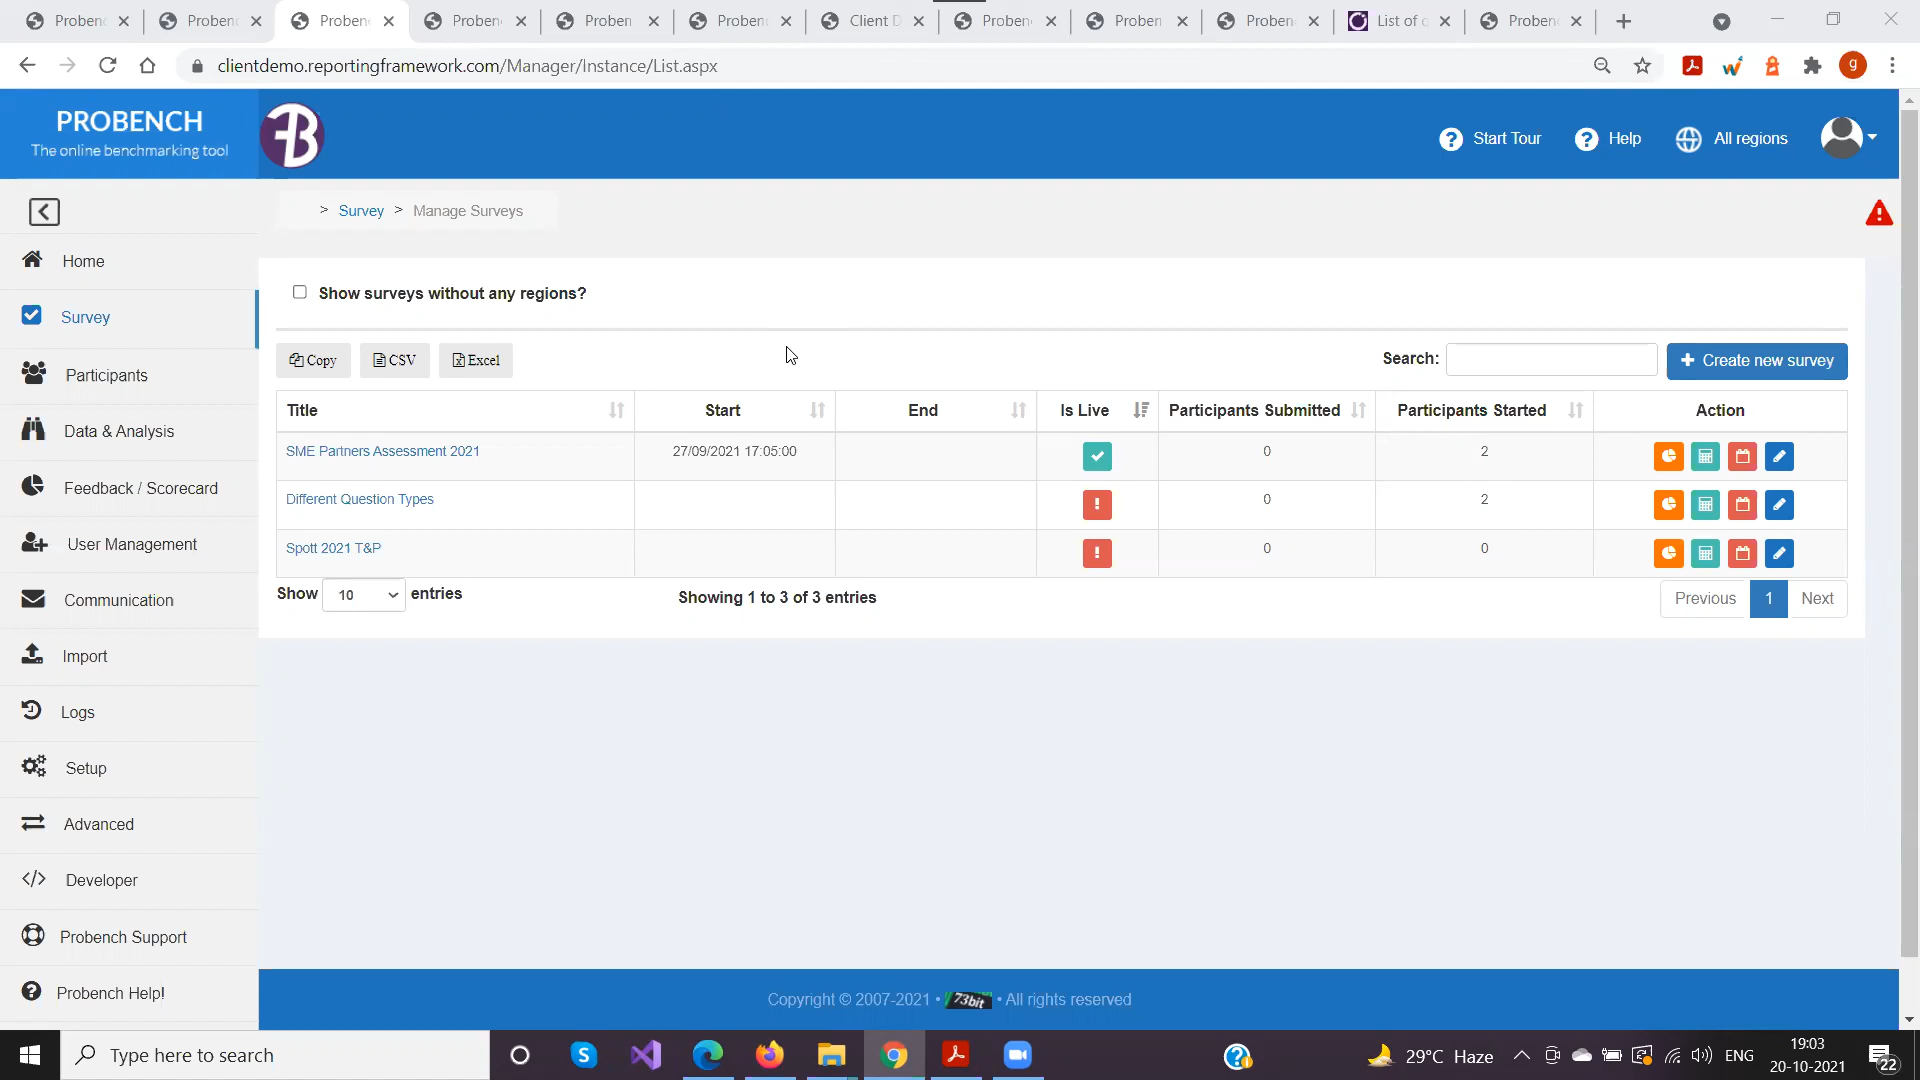 Proben
Proben
Proben
Proben
Proben
Proben
Client D
Proben
Proben
Proben
List of q
Proben
clientdemo.reportingframework.com/Manager/Instance/List.aspx
g
PROBENCH
The online benchmarking tool
B
Start Tour
Help
All regions
> Survey > Manage Surveys
Home
Survey
Participants
Data & Analysis
Feedback / Scorecard
User Management
Communication
Import
Logs
Setup
Advanced
Developer
Probench Support
Probench Help!
Show surveys without any regions?
Copy
CSV
Excel
Search:
+ Create new survey
Title Start End Is Live Participants Submitted Participants Started Action
SME Partners Assessment 2021 27/09/2021 17:05:00 0 2
Different Question Types 0 2
Spott 2021 T&P 0 0
Show 10 entries
Showing 1 to 3 of 3 entries
Previous 1 Next
Copyright © 2007-2021 • 73bit • All rights reserved
Type here to search
29°C Haze
ENG
19:03
20-10-2021
22